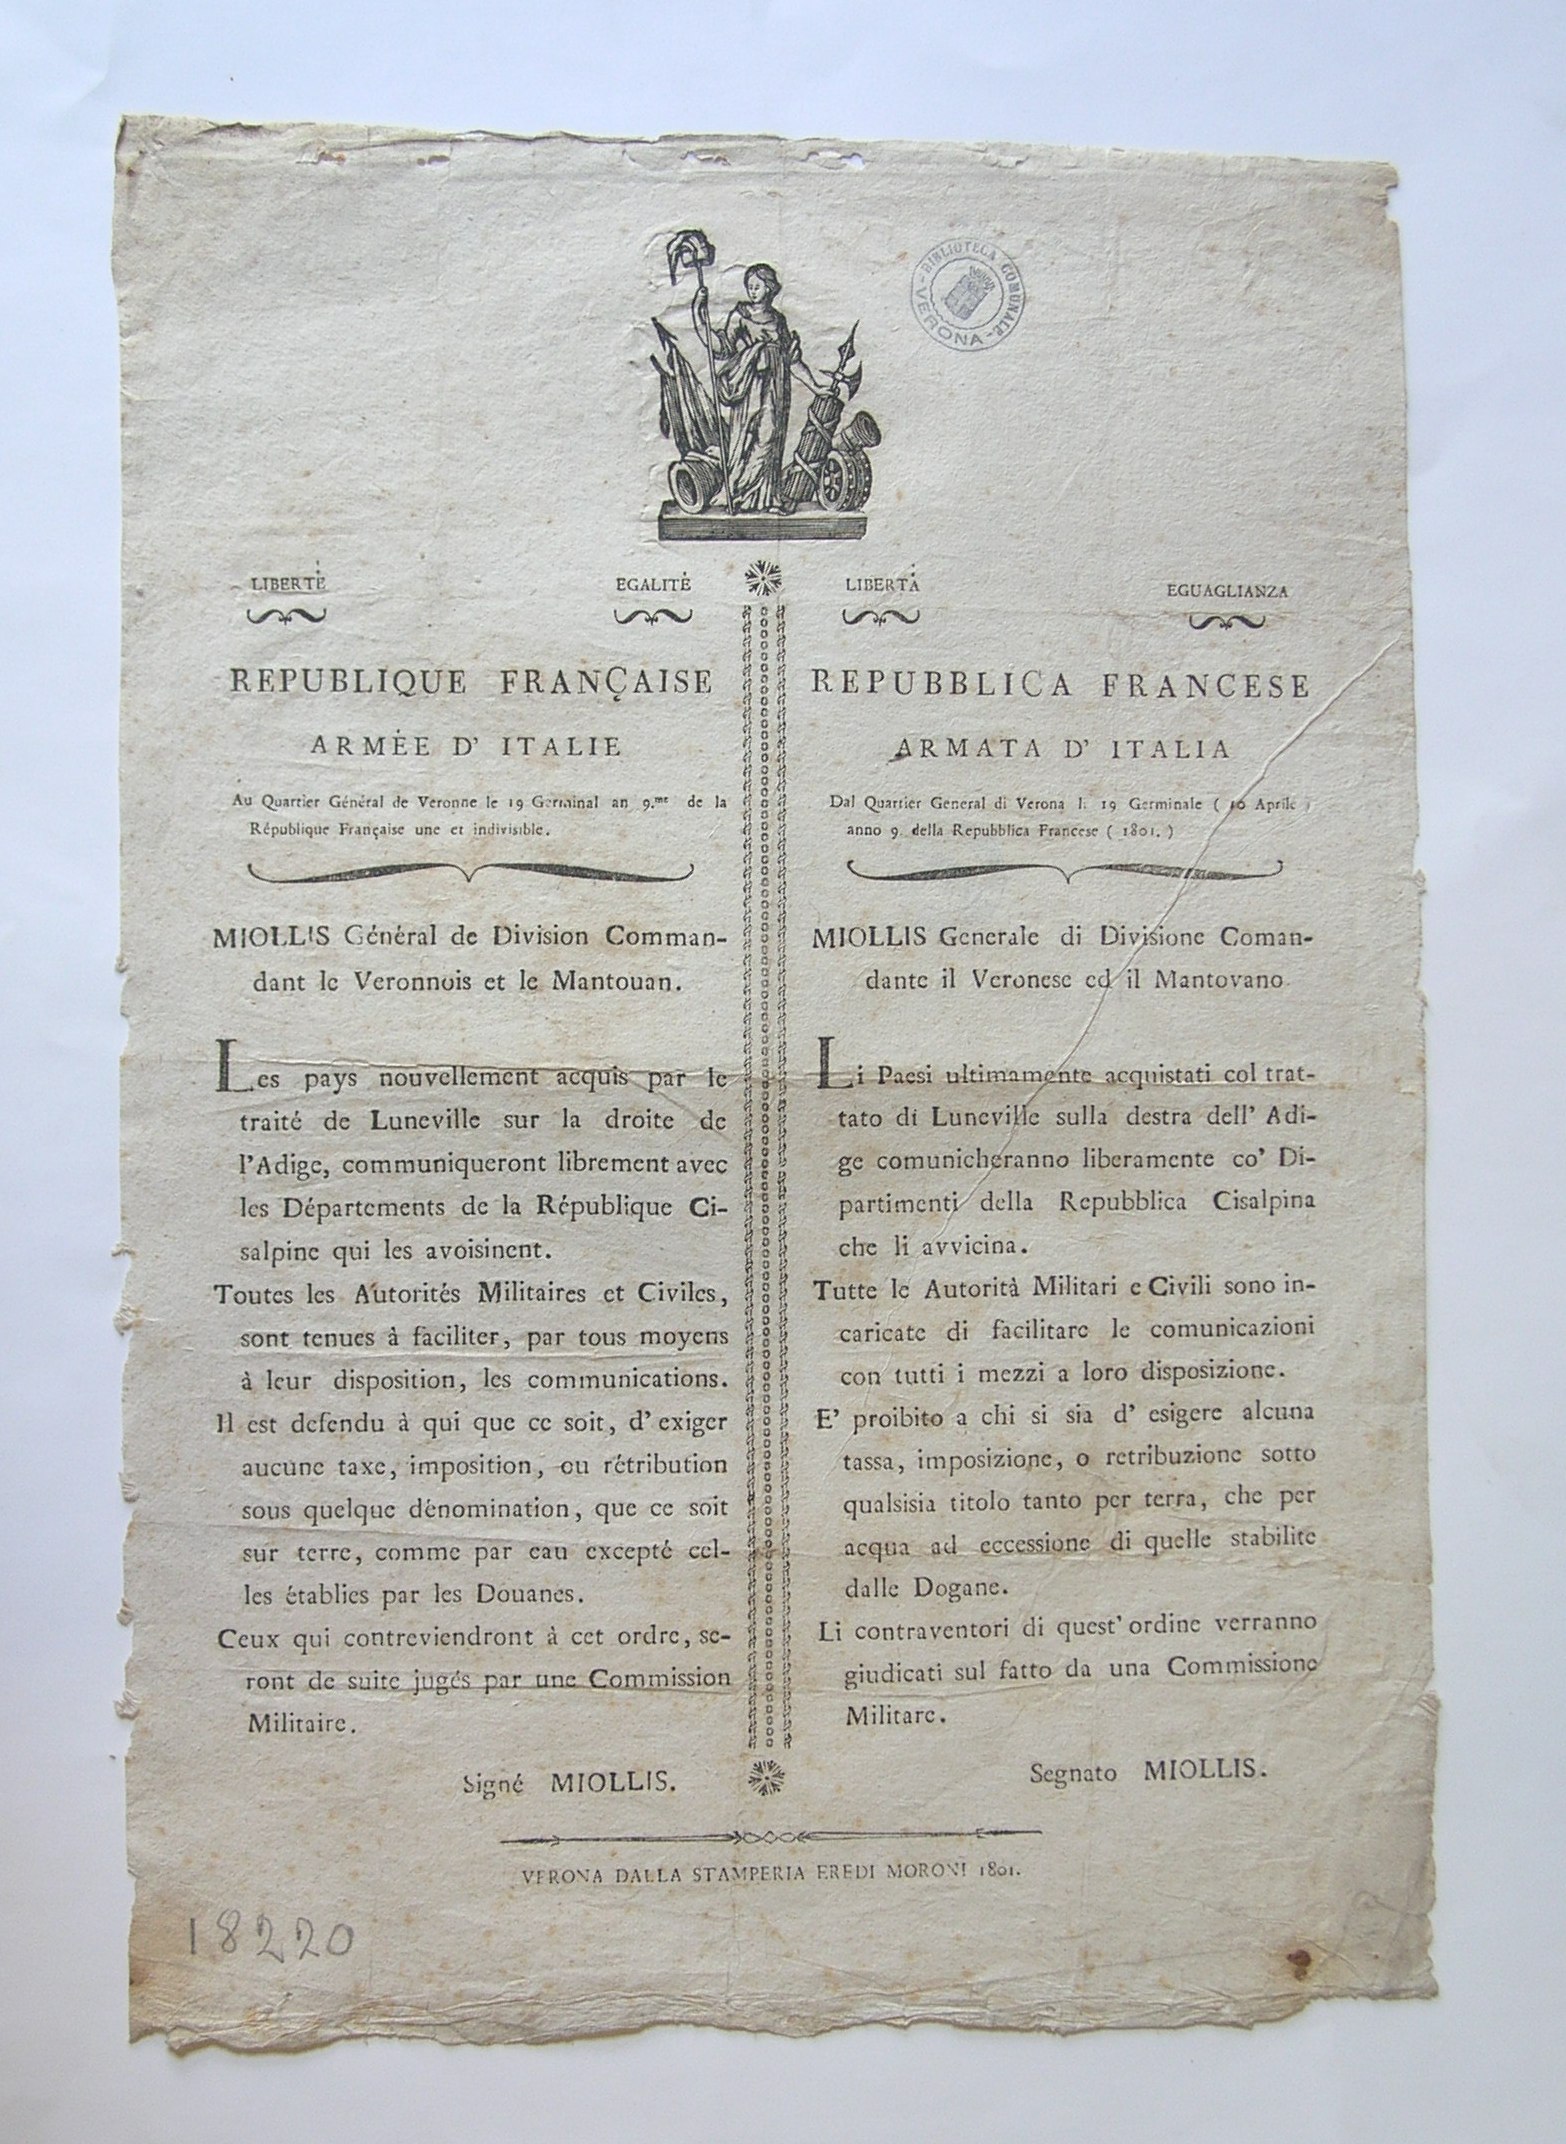 BIBLIOTECA COMUNALE
VERONA
LIBERTÈ EGALITÈ
REPUBLIQUE FRANÇAISE
ARMÈE D' ITALIE
Au Quartier Général de Veronne le 19 Germinal an 9.me de la
République Française une et indivisible.
MIOLLIS Général de Division Comman-
dant le Veronnois et le Mantouan.
Les pays nouvellement acquis par le
traité de Luneville sur la droite de
l'Adige, communiqueront librement avec
les Départements de la République Ci-
salpine qui les avoisinent.
Toutes les Autorités Militaires et Civiles,
sont tenues à faciliter, par tous moyens
à leur disposition, les communications.
Il est defendu à qui que ce soit, d' exiger
aucune taxe, imposition, ou rétribution
sous quelque dénomination, que ce soit
sur terre, comme par eau excepté cel-
les établies par les Douanes.
Ceux qui contreviendront à cet ordre, se-
ront de suite jugés par une Commission
Militaire.
Signé MIOLLIS.
LIBERTÀ EGUAGLIANZA
REPUBBLICA FRANCESE
ARMATA D' ITALIA
Dal Quartier General di Verona li 19 Germinale ( Aprile )
anno 9. della Repubblica Francese ( 1801. )
MIOLLIS Generale di Divisione Coman-
dante il Veronese ed il Mantovano
Li Paesi ultimamente acquistati col trat-
tato di Luneville sulla destra dell' Adi-
ge comunicheranno liberamente co' Di-
partimenti della Repubblica Cisalpina
che li avvicina.
Tutte le Autorità Militari e Civili sono in-
caricate di facilitare le comunicazioni
con tutti i mezzi a loro disposizione.
E' proibito a chi si sia d' esigere alcuna
tassa, imposizione, o retribuzione sotto
qualsisia titolo tanto per terra, che per
acqua ad eccessione di quelle stabilite
dalle Dogane.
Li contraventori di quest' ordine verranno
giudicati sul fatto da una Commissione
Militare.
Segnato MIOLLIS.
VERONA DALLA STAMPERIA EREDI MORONI 1801.
18220